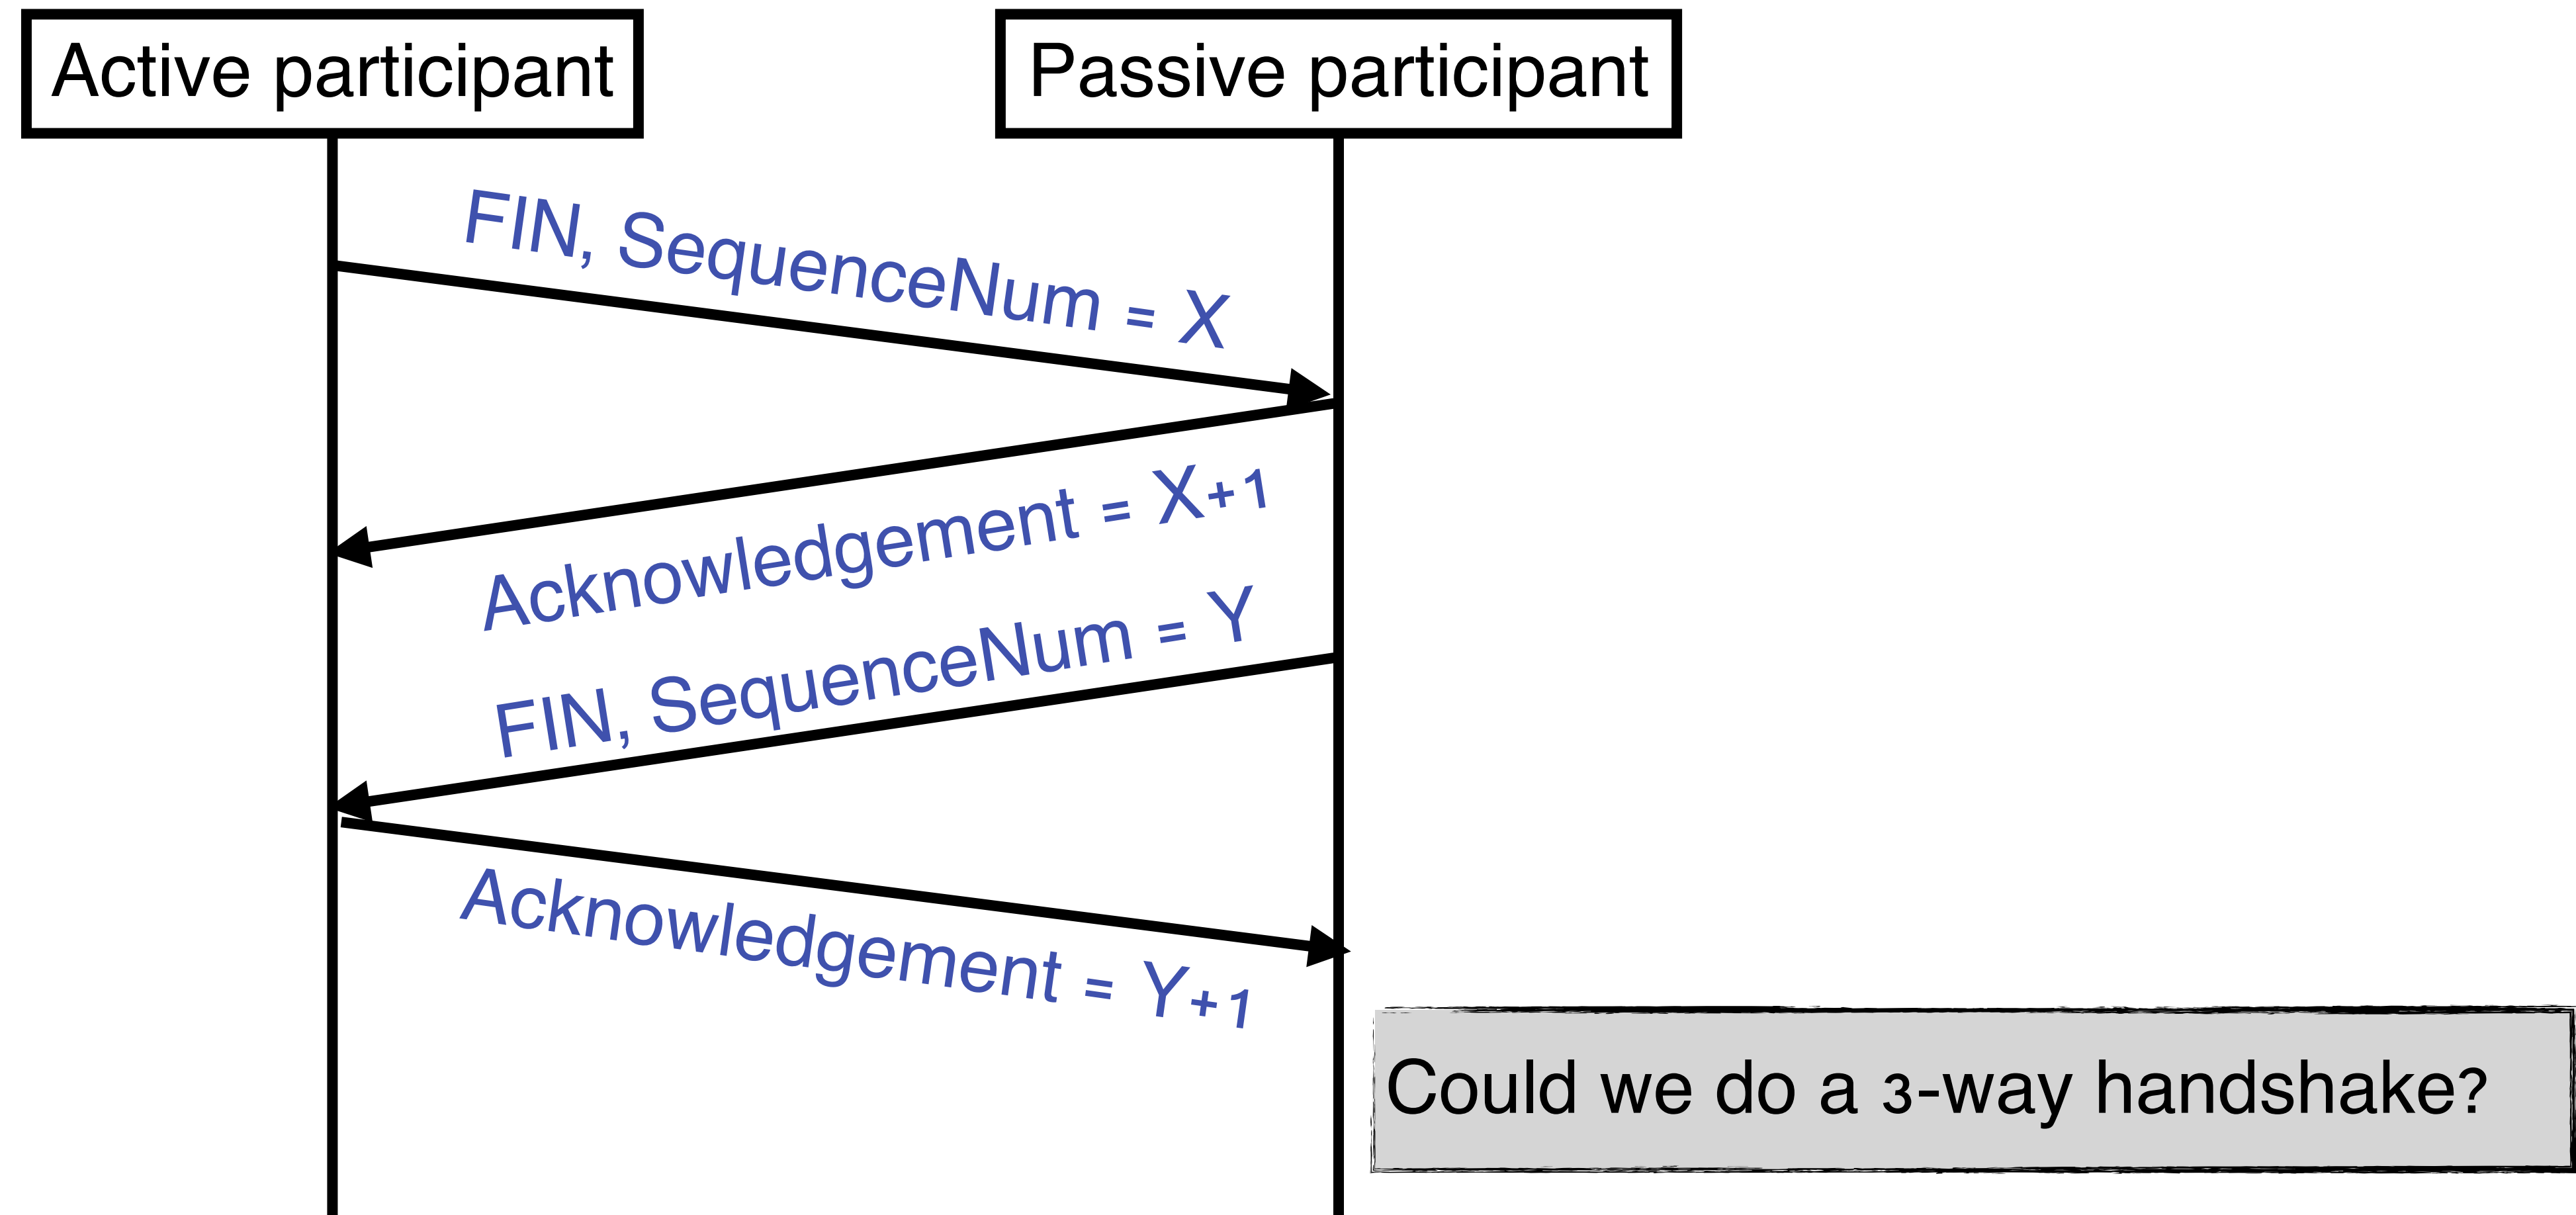 Active participant
Passive participant
FIN, SequenceNum = X
Acknowledgement = X+1
FIN, SequenceNum = Y
Acknowledgement = Y+1
Could we do a 3-way handshake?